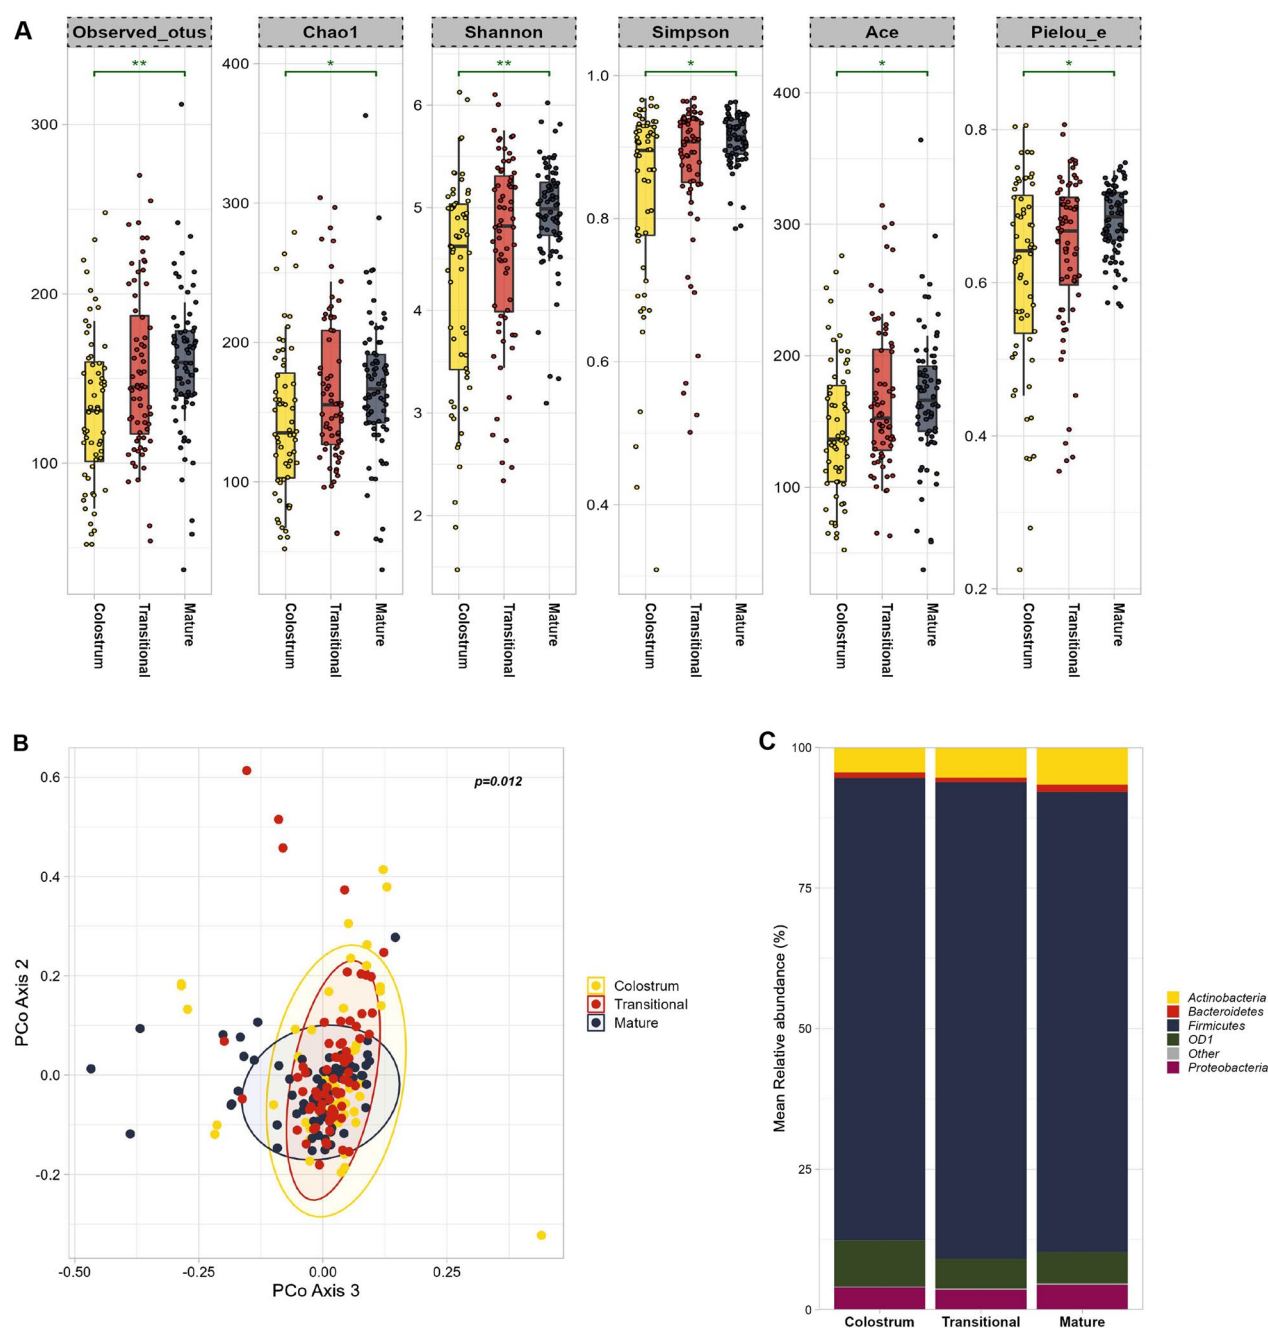 A
Observed_otus
Chao1
Shannon
Simpson
Ace
Pielou_e
**
*
**
*
*
*
300
200
100
400
300
200
100
6
5
4
3
2
1.0
0.8
0.6
0.4
400
300
200
100
0.8
0.6
0.4
0.2
Colostrum
Transitional
Mature
Colostrum
Transitional
Mature
Colostrum
Transitional
Mature
Colostrum
Transitional
Mature
Colostrum
Transitional
Mature
Colostrum
Transitional
Mature
B
p=0.012
PCo Axis 2
0.6
0.4
0.2
0.0
-0.2
-0.50
-0.25
0.00
0.25
PCo Axis 3
Colostrum
Transitional
Mature
C
Mean Relative abundance (%)
100
75
50
25
0
Colostrum
Transitional
Mature
Actinobacteria
Bacteroidetes
Firmicutes
OD1
Other
Proteobacteria